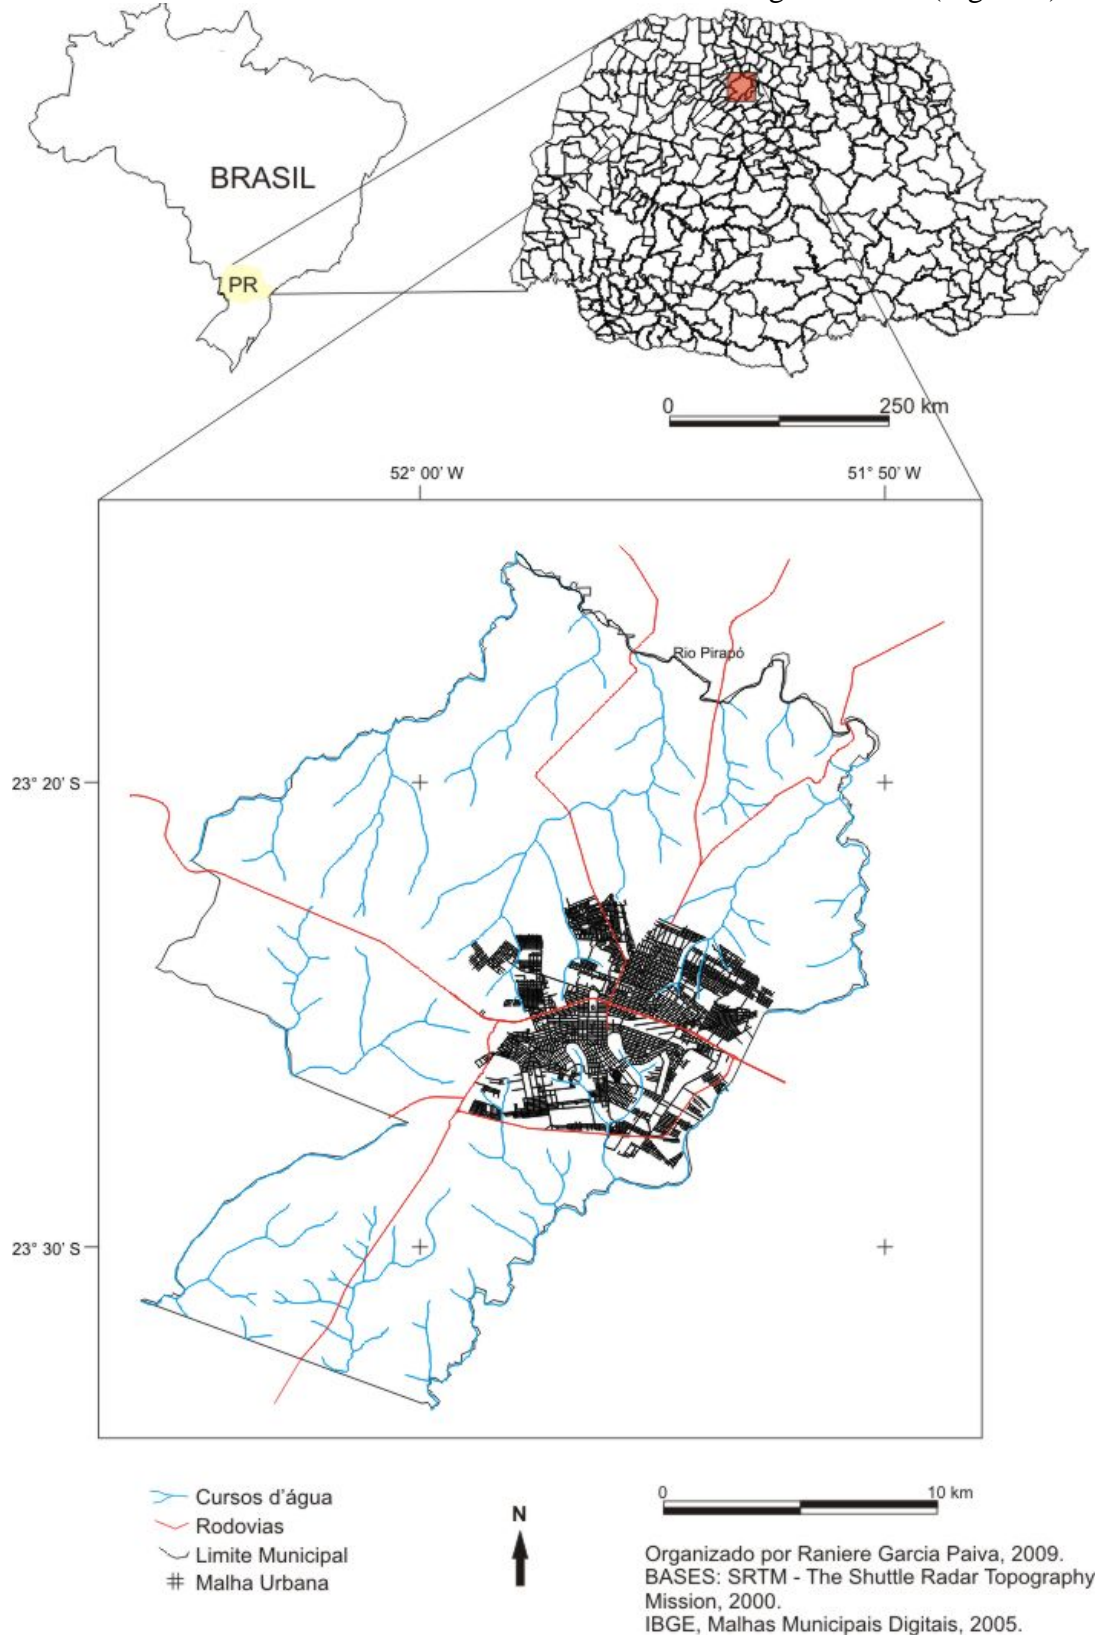 BRASIL
PR
0 250 km
52° 00' W 51° 50' W
Rio Pirapó
23° 20' S
23° 30' S
Cursos d'água
Rodovias
Limite Municipal
Malha Urbana
N
0 10 km
Organizado por Raniere Garcia Paiva, 2009.
BASES: SRTM - The Shuttle Radar Topography
Mission, 2000.
IBGE, Malhas Municipais Digitais, 2005.